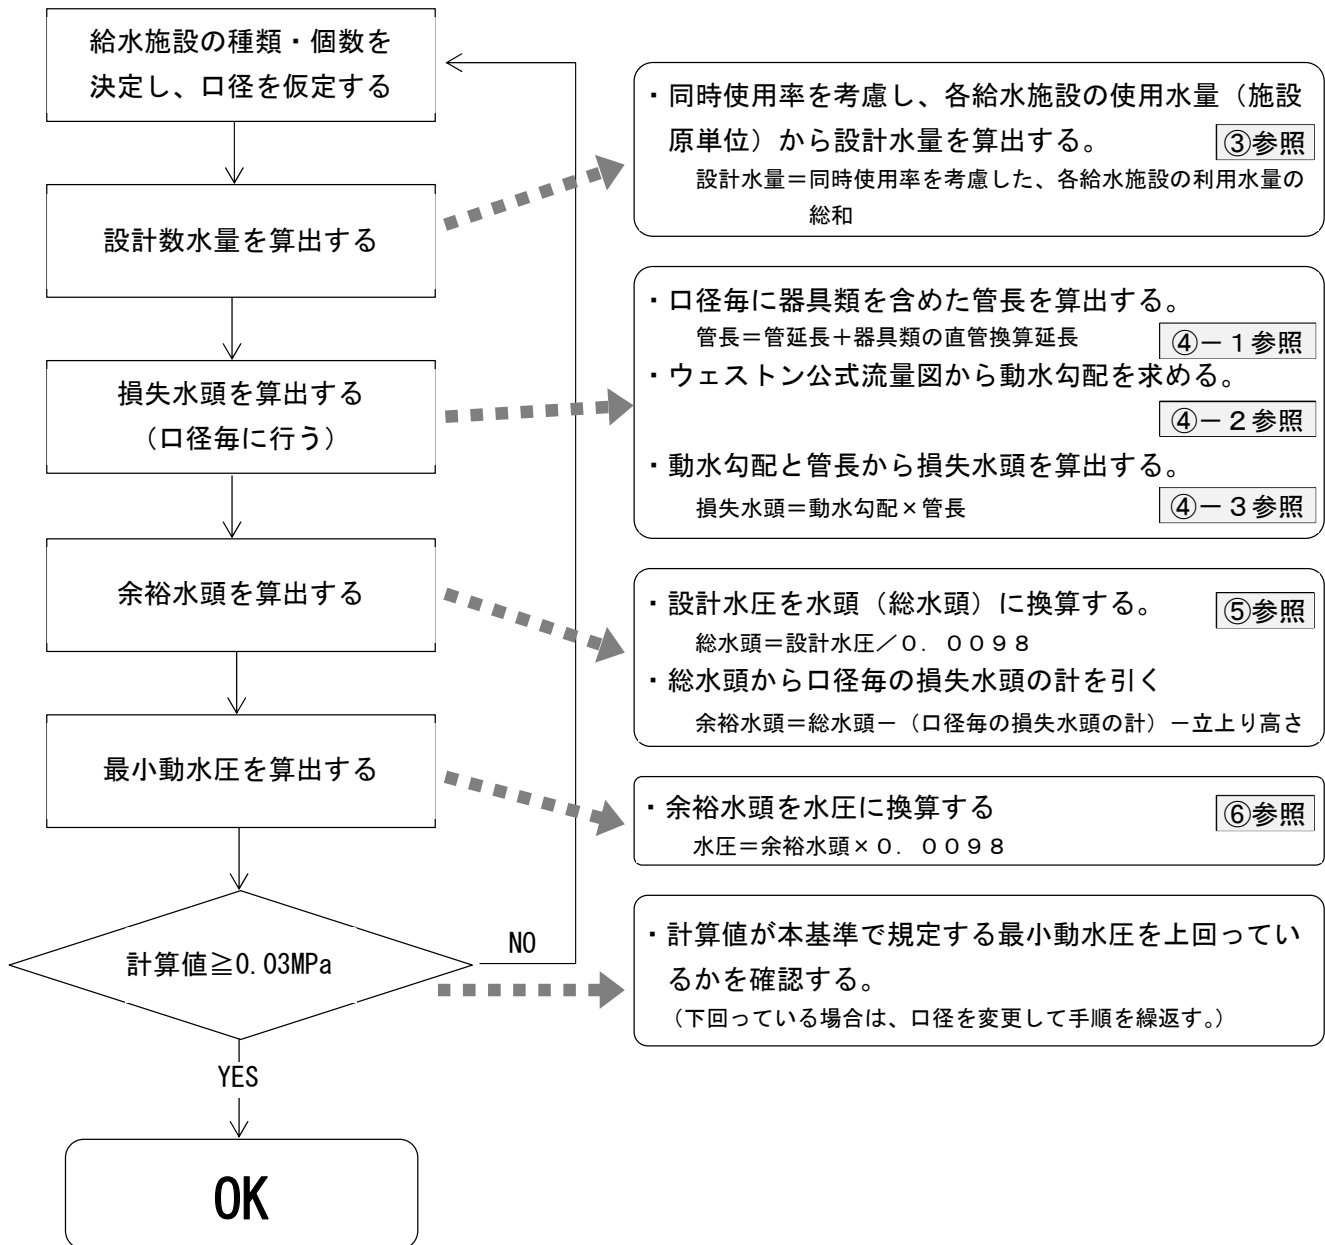 給水施設の種類・個数を
決定し、口径を仮定する
設計数水量を算出する
損失水頭を算出する
（口径毎に行う）
余裕水頭を算出する
最小動水圧を算出する
計算値≧0.03MPa
NO
YES
OK
・同時使用率を考慮し、各給水施設の使用水量（施設
原単位）から設計水量を算出する。
③参照
設計水量＝同時使用率を考慮した、各給水施設の利用水量の
総和
・口径毎に器具類を含めた管長を算出する。
管長＝管延長＋器具類の直管換算延長
④－１参照
・ウェストン公式流量図から動水勾配を求める。
④－２参照
・動水勾配と管長から損失水頭を算出する。
損失水頭＝動水勾配×管長
④－３参照
・設計水圧を水頭（総水頭）に換算する。
⑤参照
総水頭＝設計水圧／０．００９８
・総水頭から口径毎の損失水頭の計を引く
余裕水頭＝総水頭－（口径毎の損失水頭の計）－立上り高さ
・余裕水頭を水圧に換算する
⑥参照
水圧＝余裕水頭×０．００９８
・計算値が本基準で規定する最小動水圧を上回ってい
るかを確認する。
（下回っている場合は、口径を変更して手順を繰返す。）